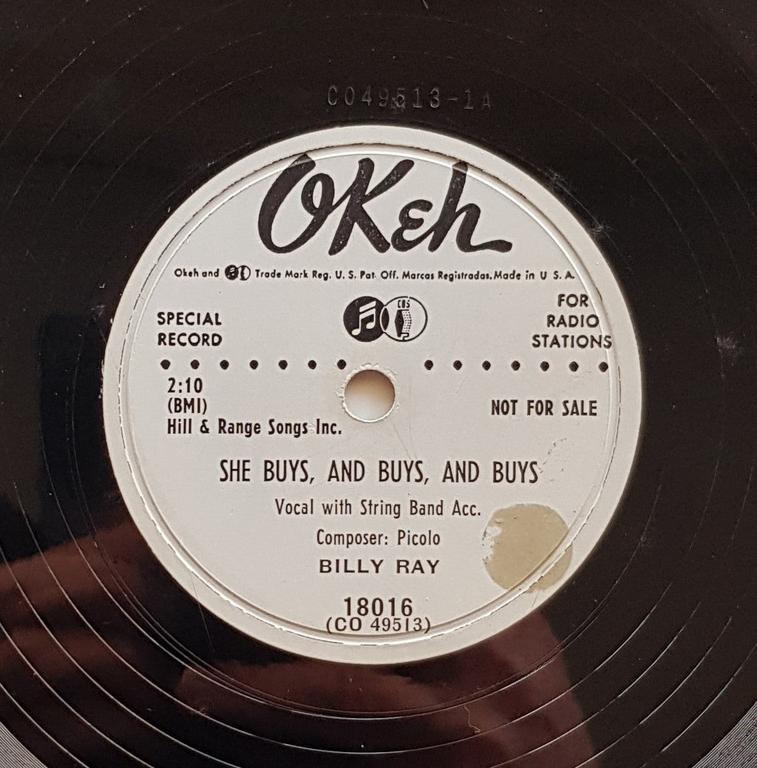 CO49513-1A
OKeh
Okeh and Trade Mark Reg. U. S. Pat. Off. Marcas Registradas. Made in U S A.
CBS
SPECIAL
RECORD
FOR
RADIO
STATIONS
2:10
(BMI)
Hill & Range Songs Inc.
NOT FOR SALE
SHE BUYS, AND BUYS, AND BUYS
Vocal with String Band Acc.
Composer: Picolo
BILLY RAY
18016
(CO 49513)